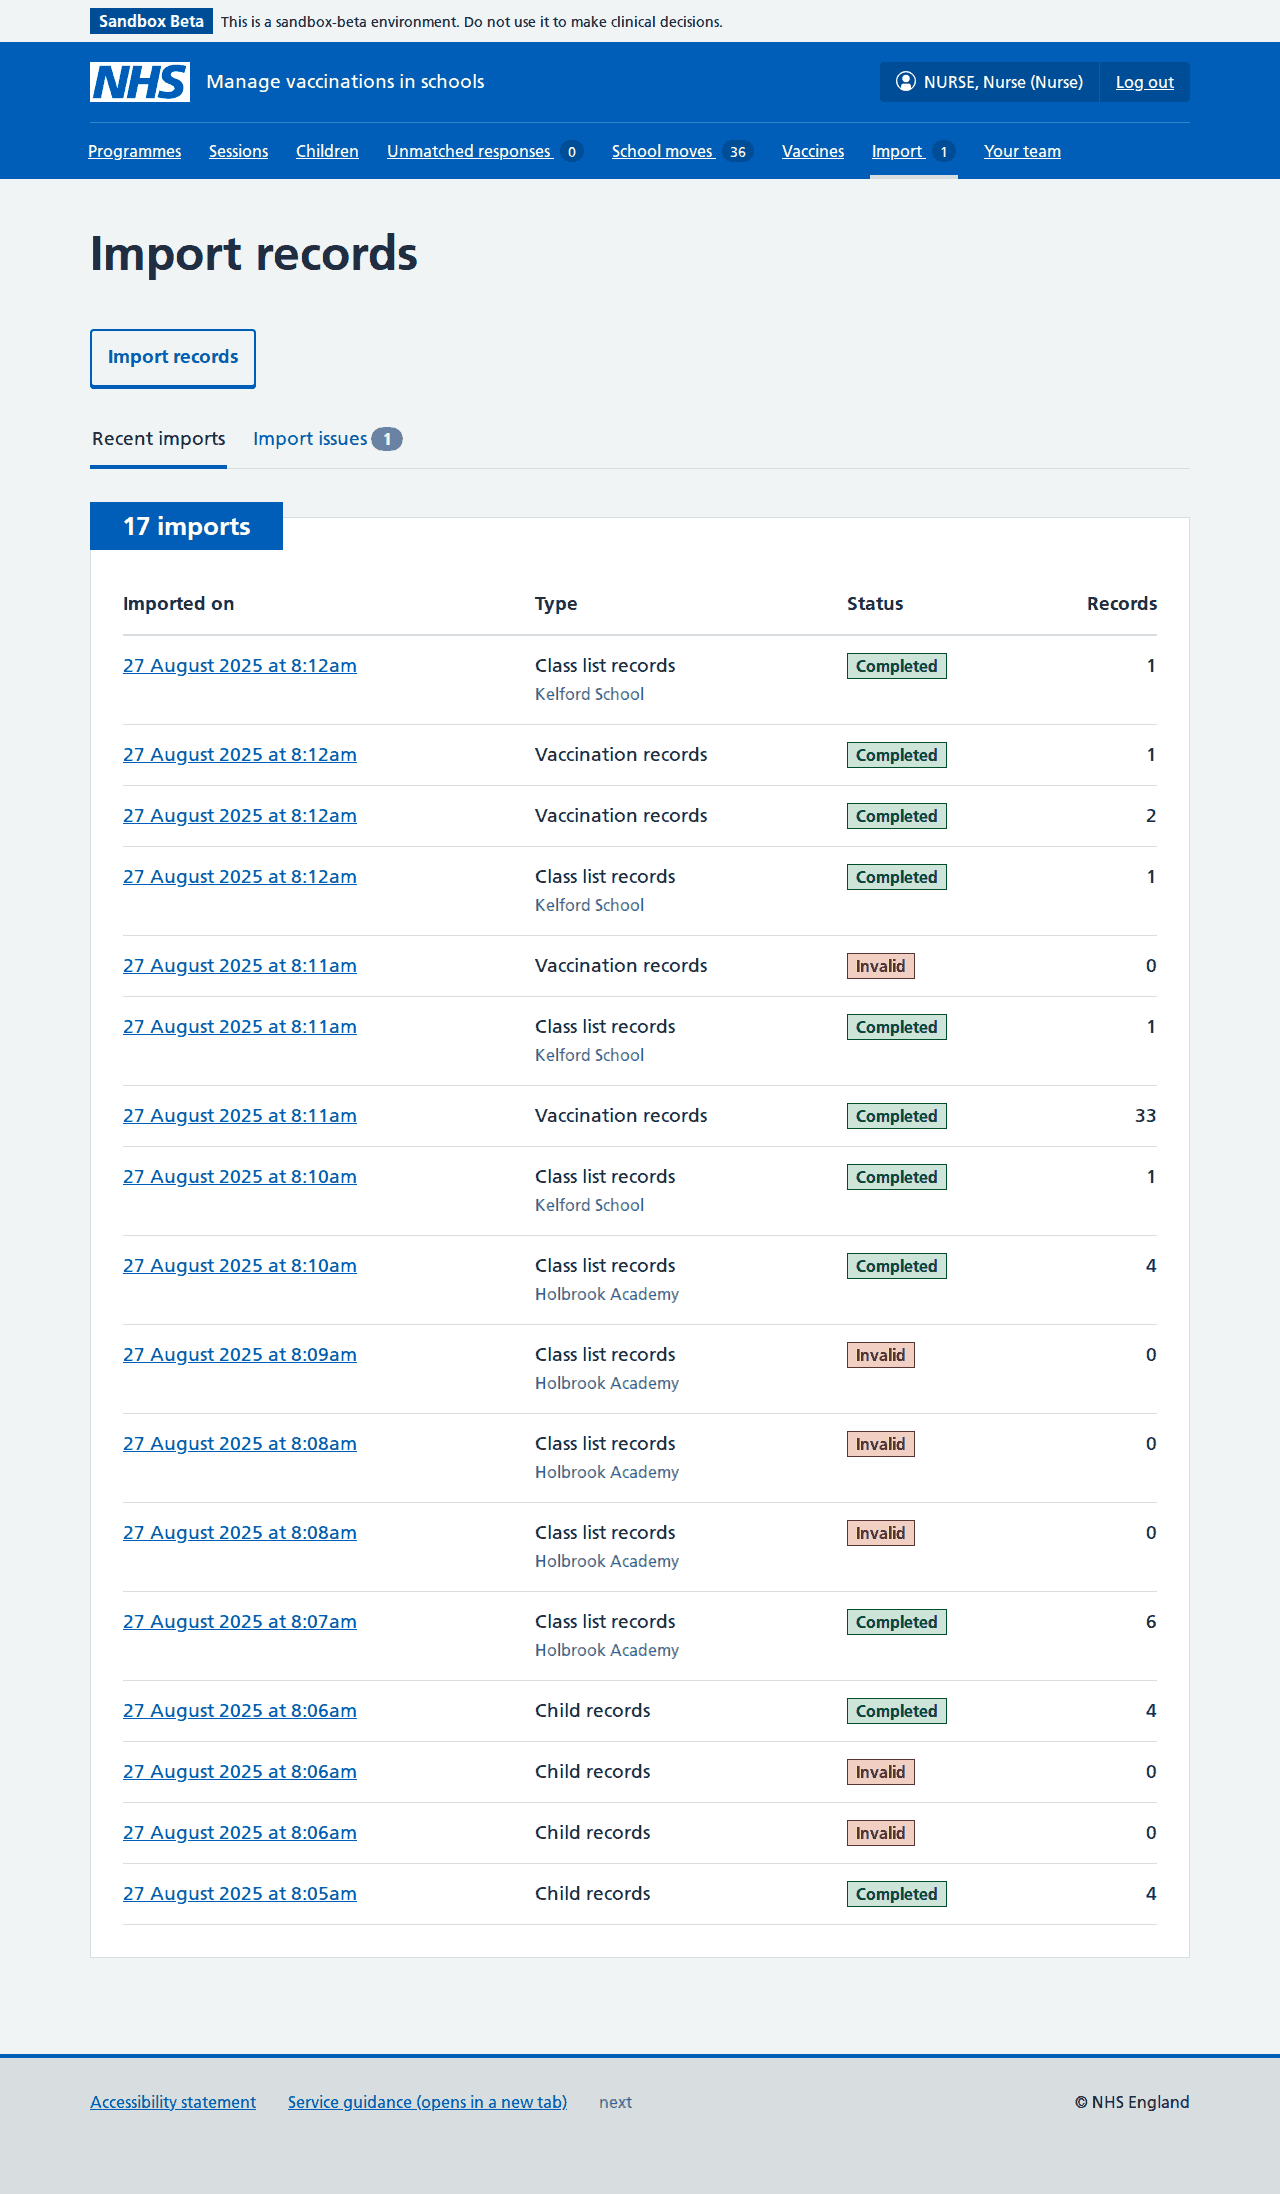 Sandbox Beta This is a sandbox-beta environment. Do not use it to make clinical decisions.
NHS Manage vaccinations in schools NURSE, Nurse (Nurse) Log out
Programmes Sessions Children Unmatched responses 0 School moves 36 Vaccines Import 1 Your team
Import records
Import records
Recent imports Import issues 1
17 imports
Imported on Type Status Records
27 August 2025 at 8:12am Class list records Completed 1
Kelford School
27 August 2025 at 8:12am Vaccination records Completed 1
27 August 2025 at 8:12am Vaccination records Completed 2
27 August 2025 at 8:12am Class list records Completed 1
Kelford School
27 August 2025 at 8:11am Vaccination records Invalid 0
27 August 2025 at 8:11am Class list records Completed 1
Kelford School
27 August 2025 at 8:11am Vaccination records Completed 33
27 August 2025 at 8:10am Class list records Completed 1
Kelford School
27 August 2025 at 8:10am Class list records Completed 4
Holbrook Academy
27 August 2025 at 8:09am Class list records Invalid 0
Holbrook Academy
27 August 2025 at 8:08am Class list records Invalid 0
Holbrook Academy
27 August 2025 at 8:08am Class list records Invalid 0
Holbrook Academy
27 August 2025 at 8:07am Class list records Completed 6
Holbrook Academy
27 August 2025 at 8:06am Child records Completed 4
27 August 2025 at 8:06am Child records Invalid 0
27 August 2025 at 8:06am Child records Invalid 0
27 August 2025 at 8:05am Child records Completed 4
Accessibility statement Service guidance (opens in a new tab) next © NHS England